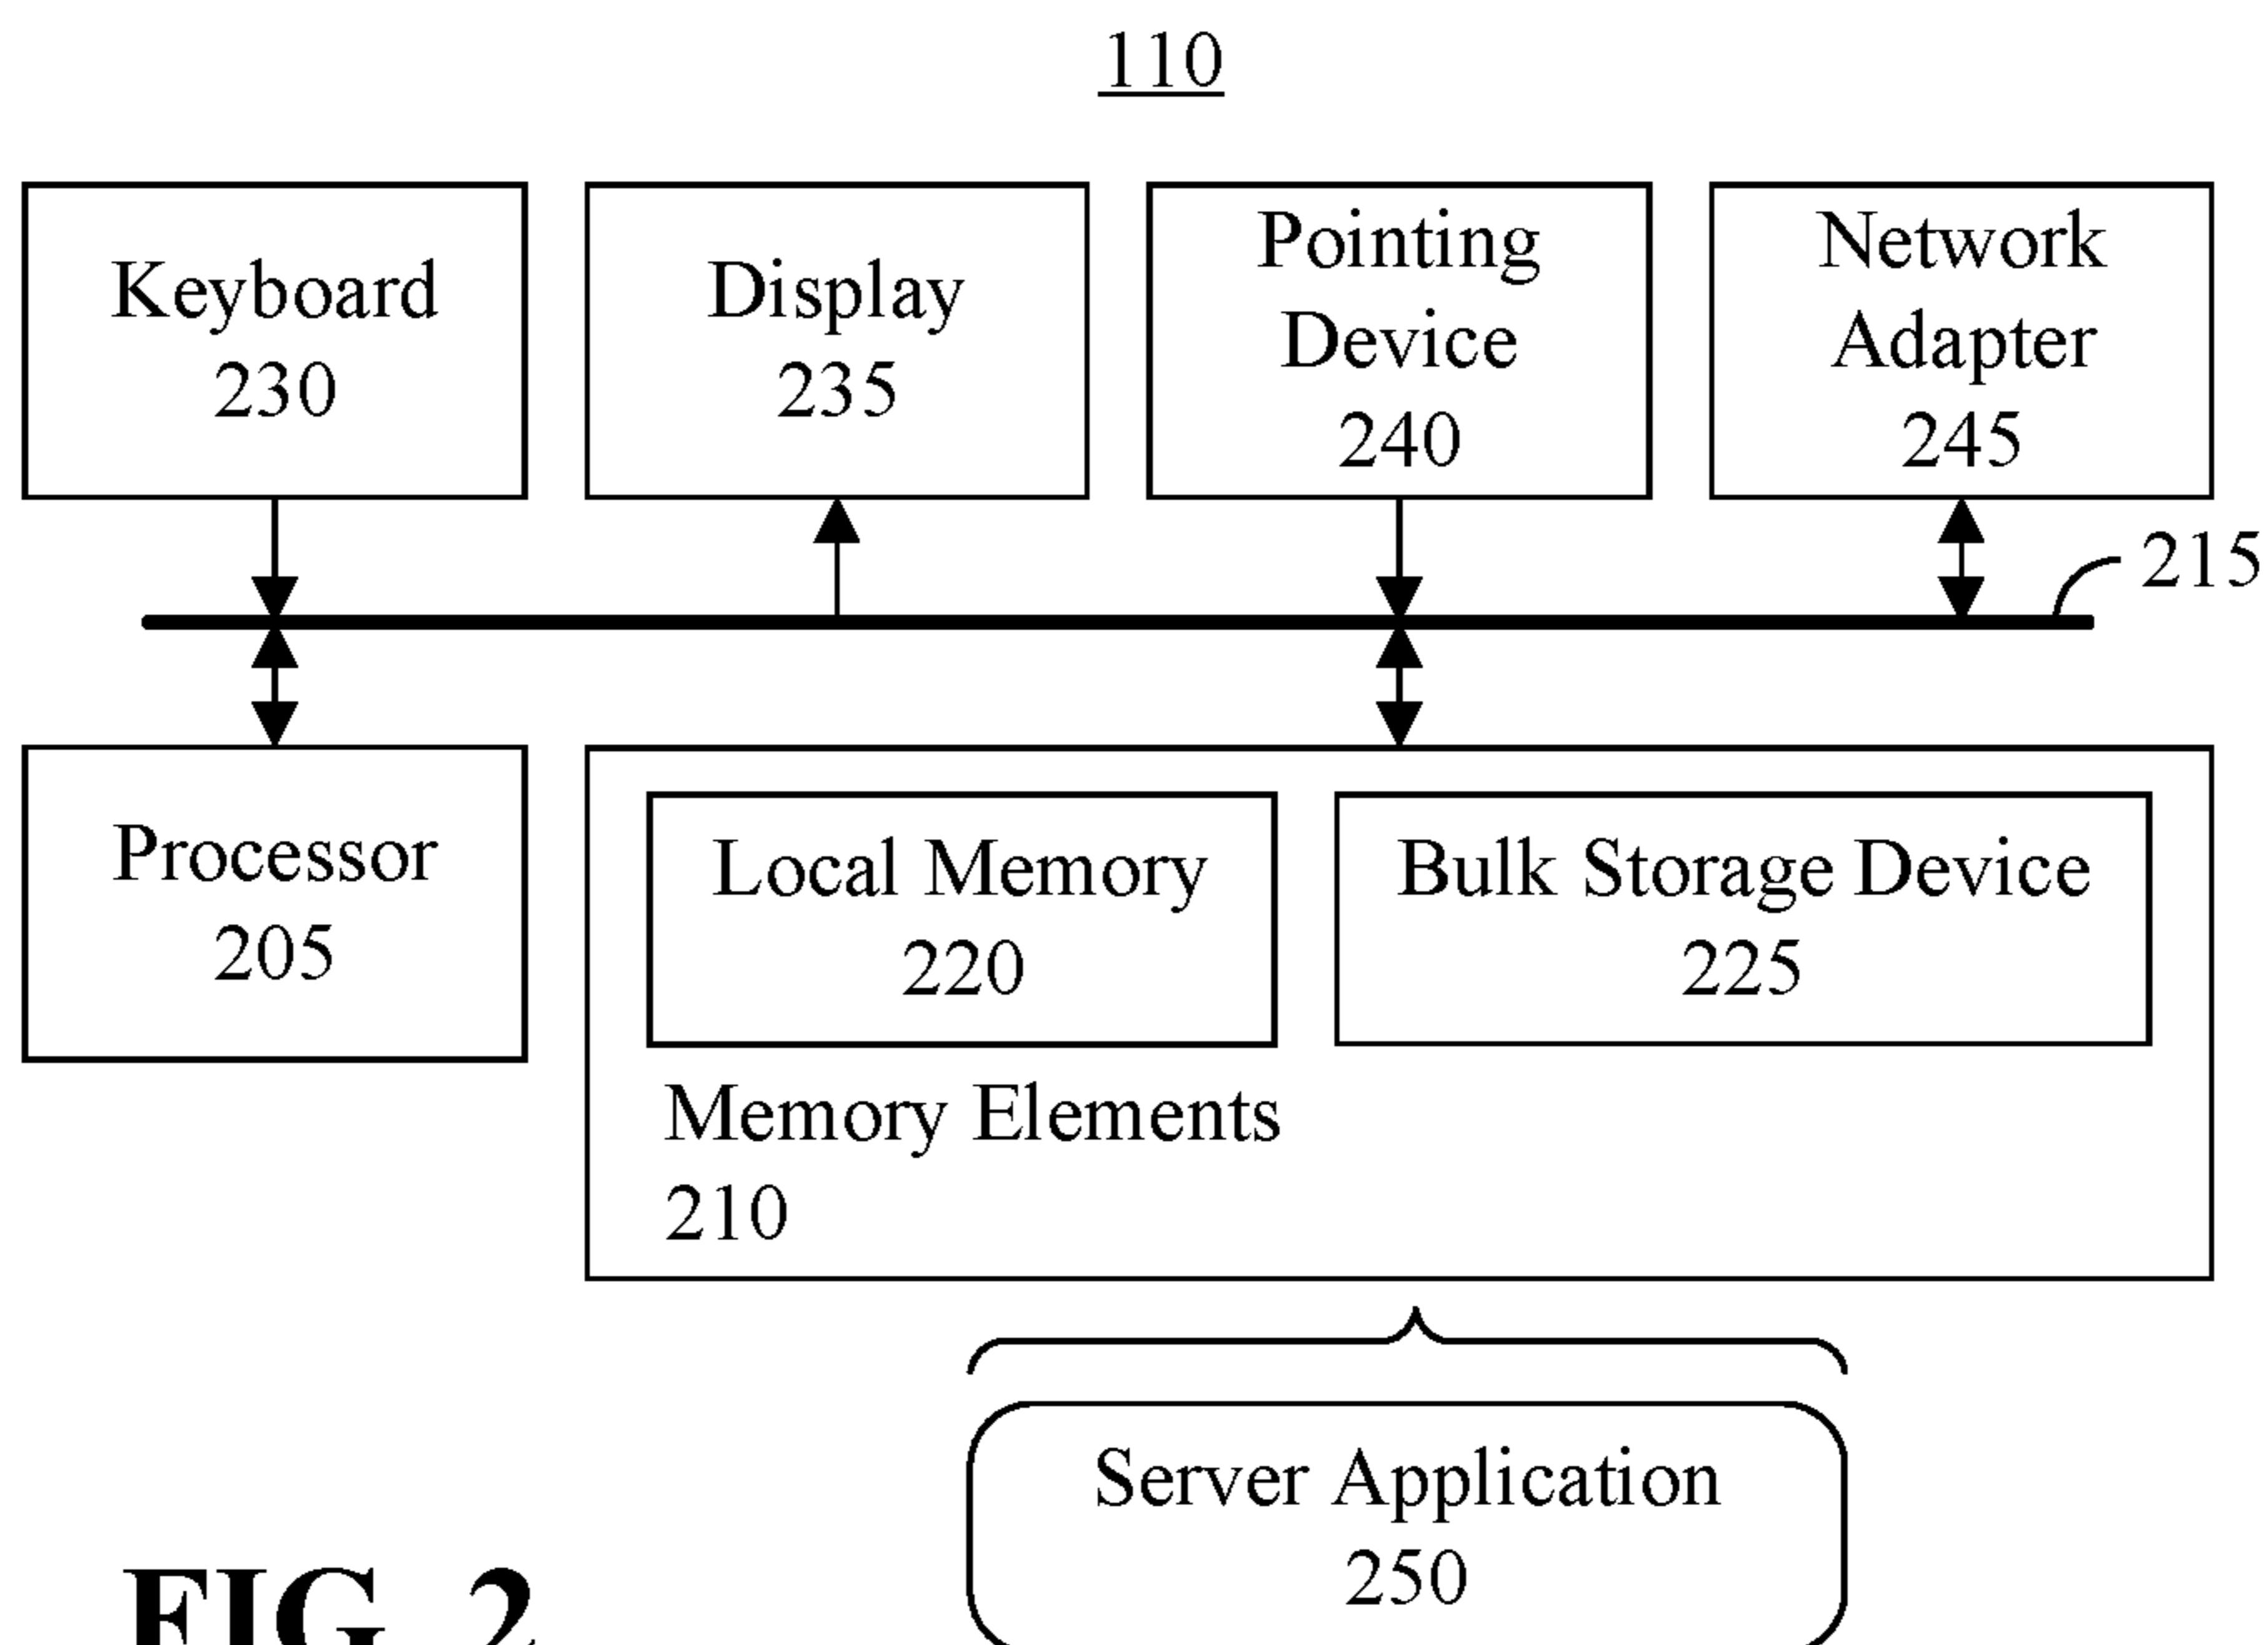 110
Keyboard
230
Display
235
Pointing
Device
240
Network
Adapter
245
215
Processor
205
Local Memory
220
Bulk Storage Device
225
Memory Elements
210
Server Application
250
FIG. 2